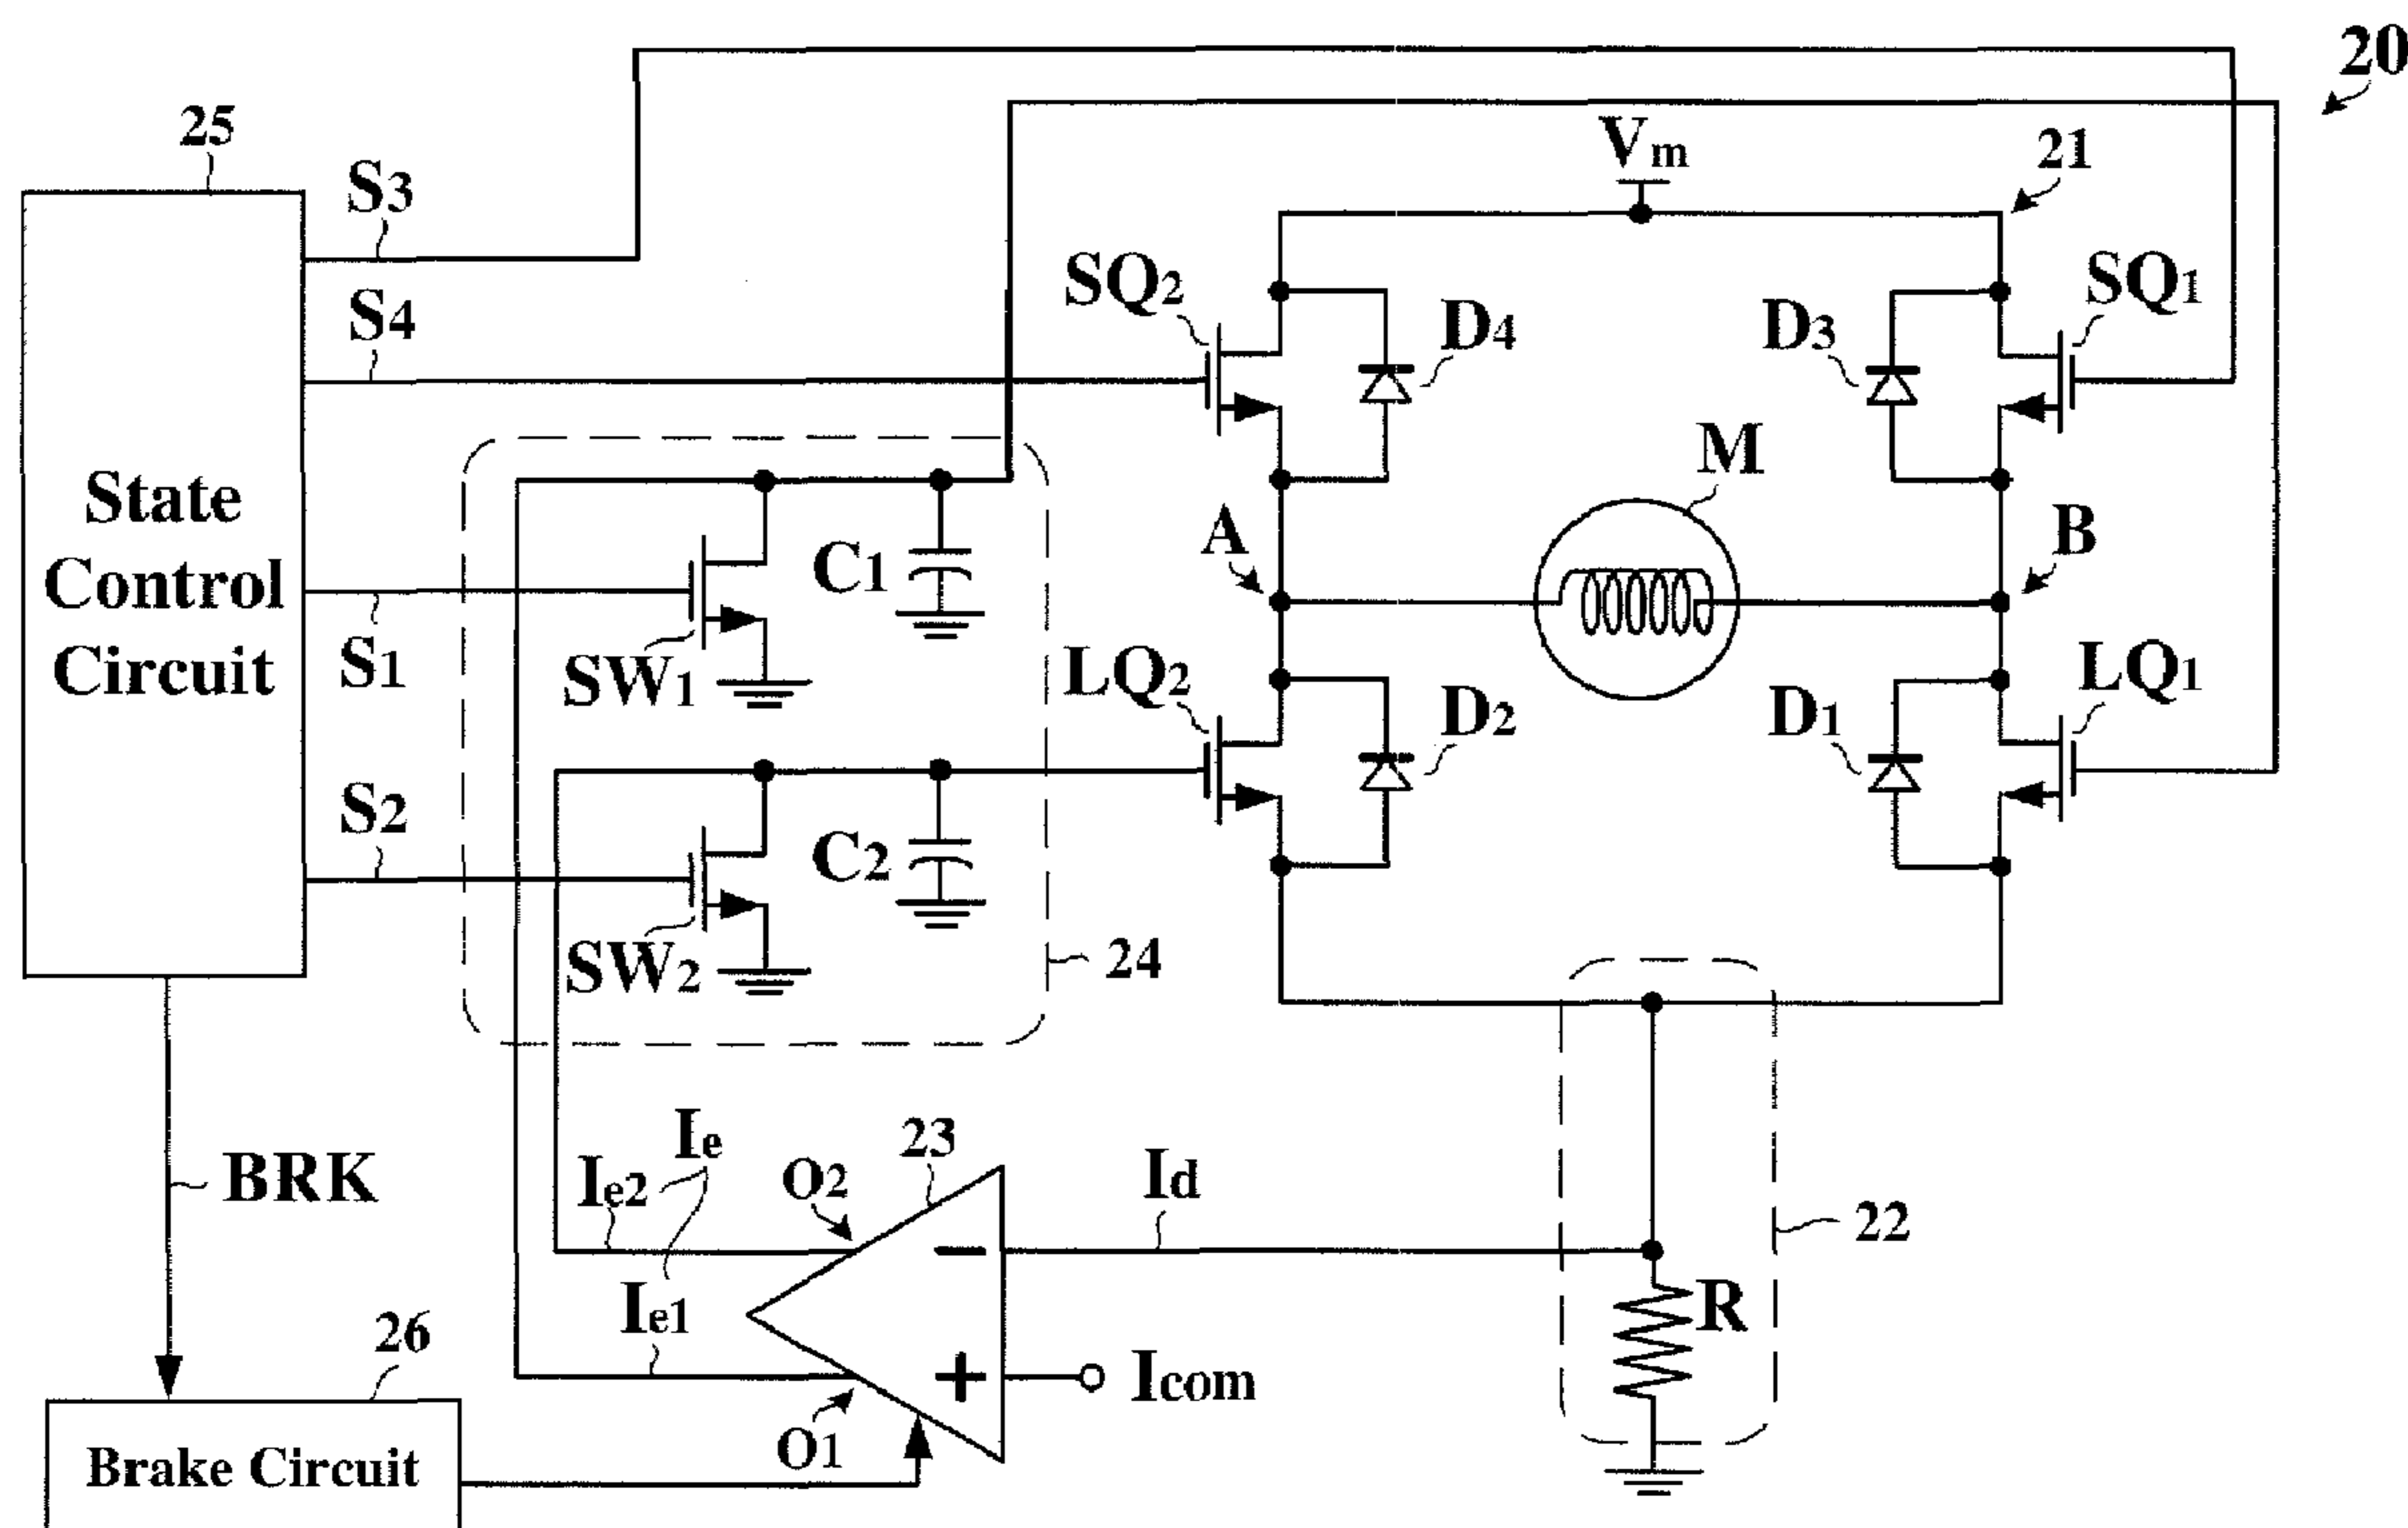 20
25
S3
Vm
21
SQ2
SQ1
S4
D4
D3
M
State
Control
Circuit
A
B
C1
S1
SW1
LQ2
LQ1
D2
D1
S2
C2
SW2
24
Ie
23
Id
BRK
Ie2
O2
22
Ie1
R
26
Icom
O1
Brake Circuit